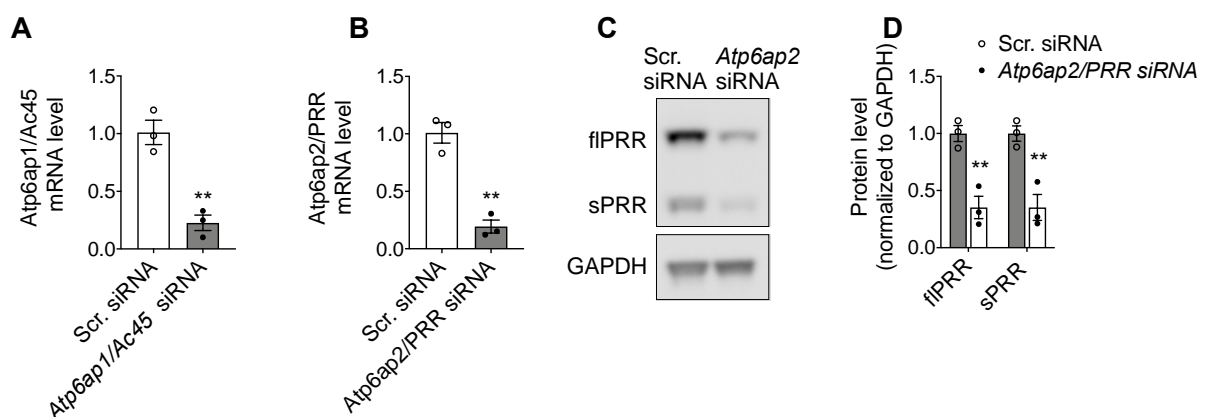 A
Atp6ap1/Ac45
mRNA level
1.5
1.0
0.5
0.0
**
Scr. siRNA
Atp6ap1/Ac45 siRNA
B
Atp6ap2/PRR
mRNA level
1.5
1.0
0.5
0.0
**
Scr. siRNA
Atp6ap2/PRR siRNA
C
Scr. Atp6ap2
siRNA siRNA
flPRR
sPRR
GAPDH
D
Scr. siRNA
Atp6ap2/PRR siRNA
Protein level
(normalized to GAPDH)
1.5
1.0
0.5
0.0
**
**
flPRR
sPRR